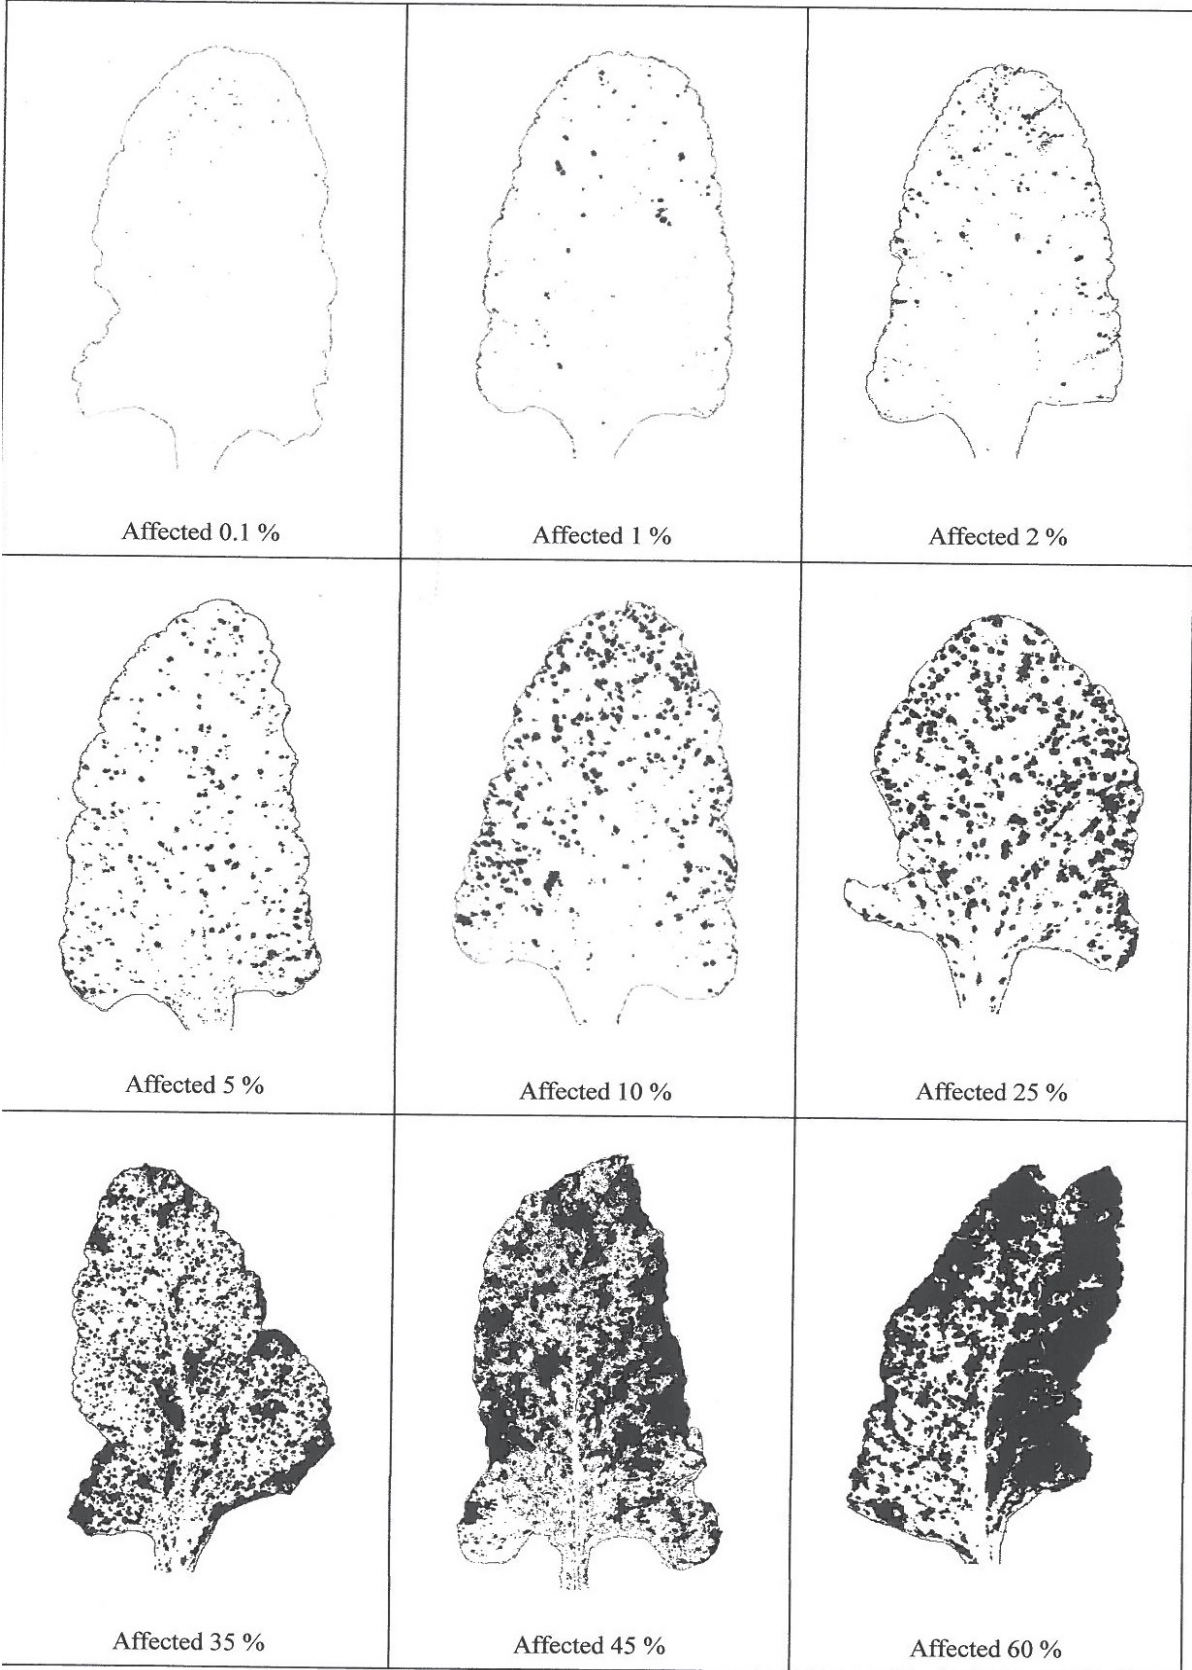 Affected 0.1 %
Affected 1 %
Affected 2 %
Affected 5 %
Affected 10 %
Affected 25 %
Affected 35 %
Affected 45 %
Affected 60 %